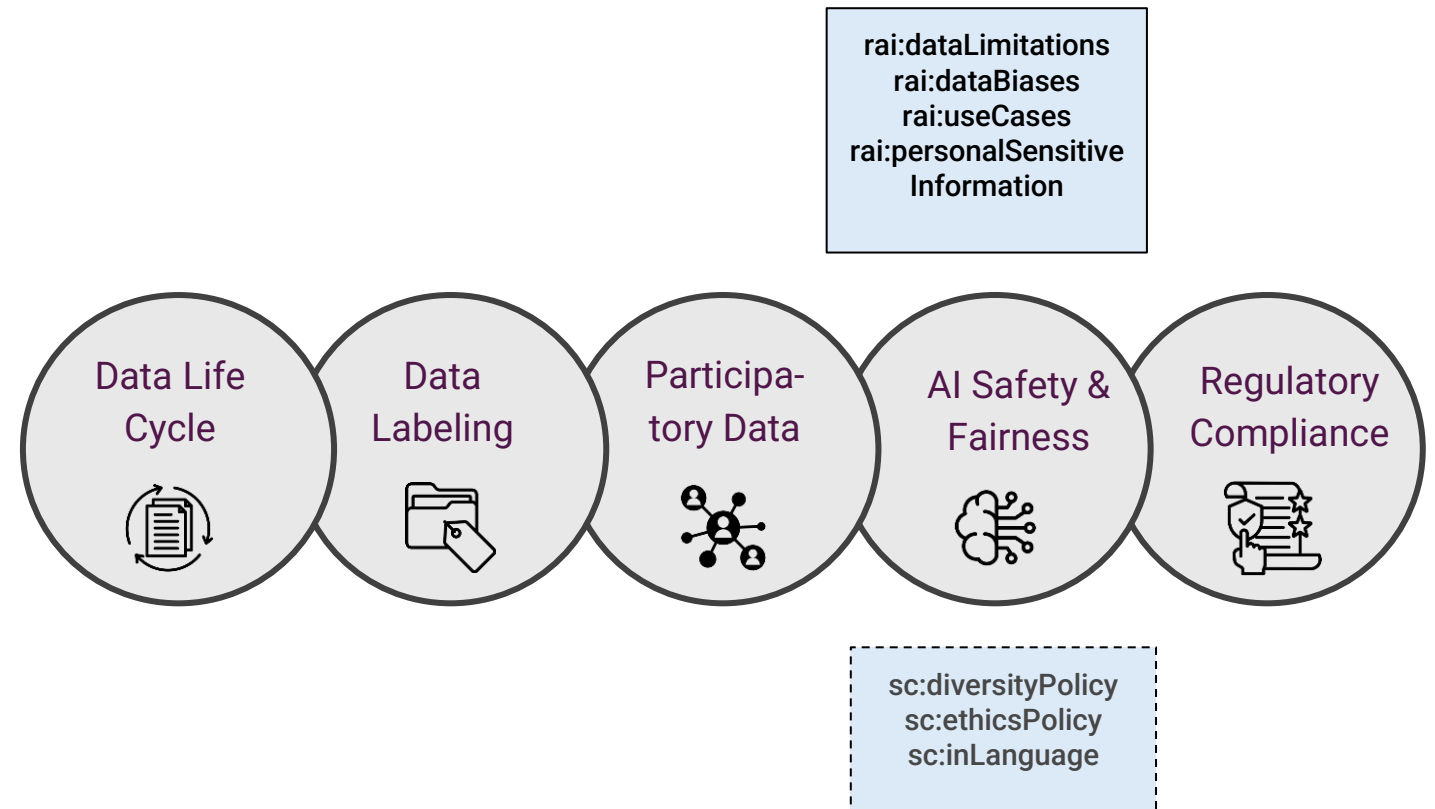 rai:dataLimitations
rai:dataBiases
rai:useCases
rai:personalSensitive
Information
Data Life
Cycle
Data
Labeling
Participa-
tory Data
AI Safety &
Fairness
Regulatory
Compliance
sc:diversityPolicy
sc:ethicsPolicy
sc:inLanguage